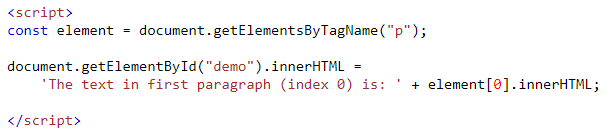 <script>
const element = document.getElementsByTagName("p");
document.getElementById("demo").innerHTML =
'The text in first paragraph (index 0) is: ' + element[0].innerHTML;
</script>